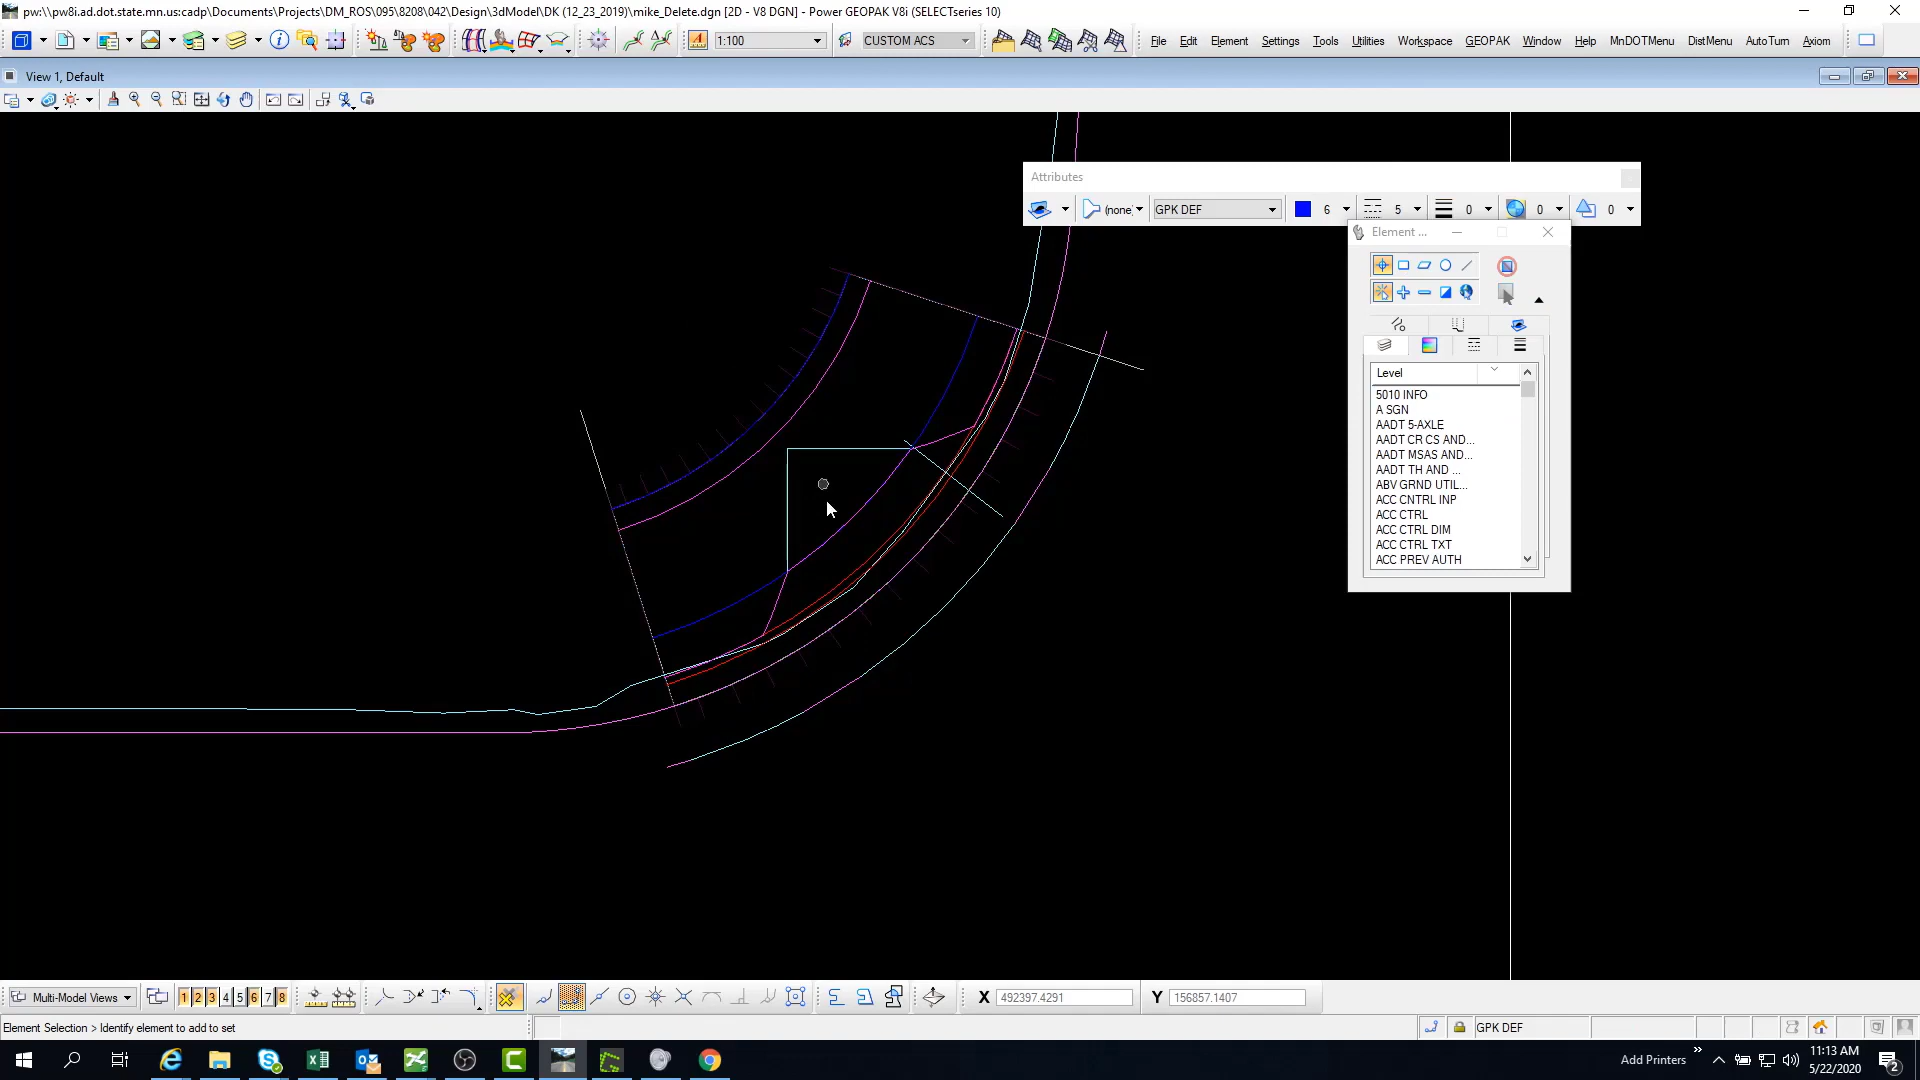 pw:\\pw8i.ad.dot.state.mn.us:cadp\Documents\Projects\DM_ROS\095\8208\042\Design\3dModel\DK (12_23_2019)\mike_Delete.dgn [2D - V8 DGN] - Power GEOPAK V8i (SELECTseries 10)
1:100 CUSTOM ACS File Edit Element Settings Tools Utilities Workspace GEOPAK Window Help MnDOTMenu DistMenu AutoTurn Axiom
View 1, Default
Attributes
(none) GPK DEF 6 5 0 0 0
Element ...
Level
5010 INFO
A SGN
AADT 5-AXLE
AADT CR CS AND...
AADT MSAS AND...
AADT TH AND ...
ABV GRND UTIL...
ACC CNTRL INP
ACC CTRL
ACC CTRL DIM
ACC CTRL TXT
ACC PREV AUTH
Multi-Model Views 1 2 3 4 5 6 7 8 X 492397.4291 Y 156857.1407
Element Selection > Identify element to add to set
GPK DEF
Add Printers
11:13 AM
5/22/2020
2